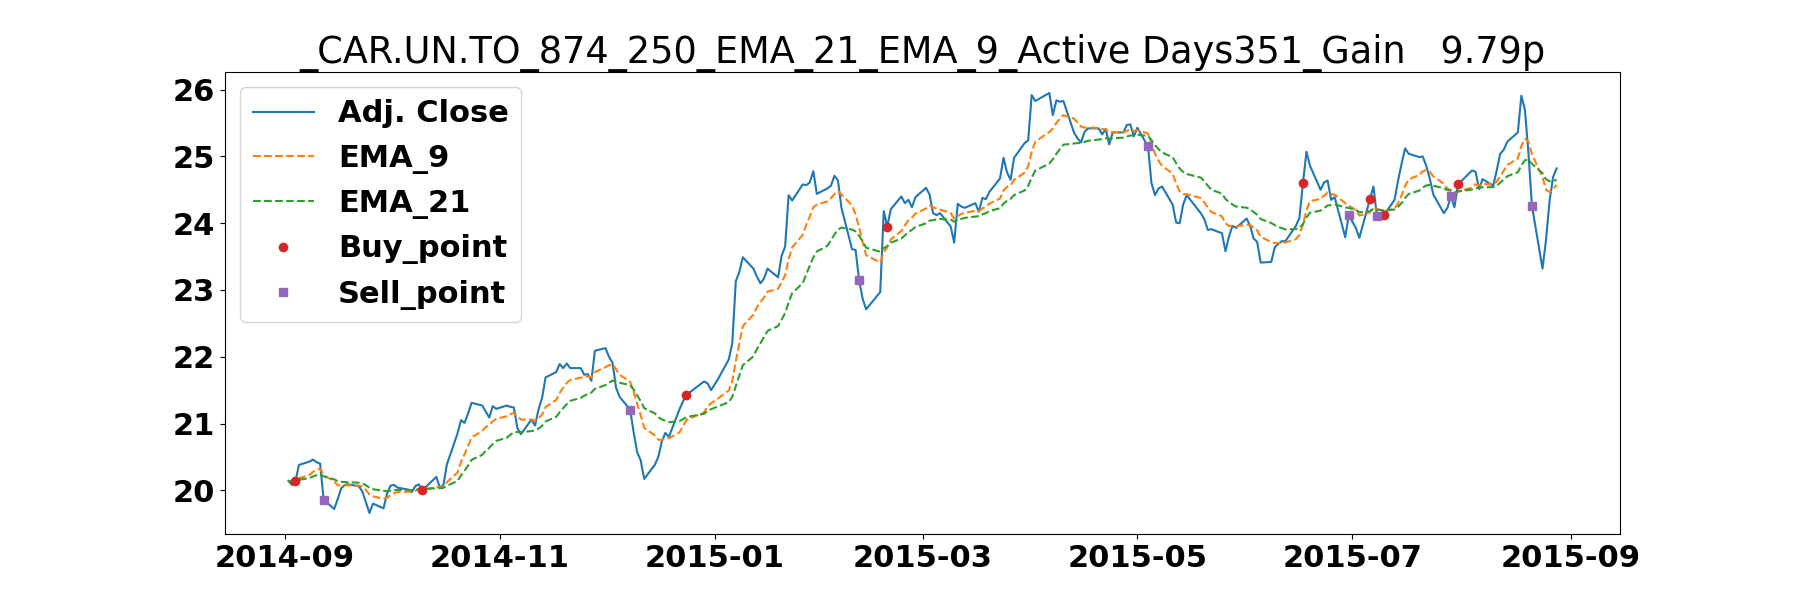 _CAR.UN.TO_874_250_EMA_21_EMA_9_Active Days351_Gain   9.79p
26
25
24
23
22
21
20
Adj. Close
EMA_9
EMA_21
Buy_point
Sell_point
2014-09 2014-11 2015-01 2015-03 2015-05 2015-07 2015-09